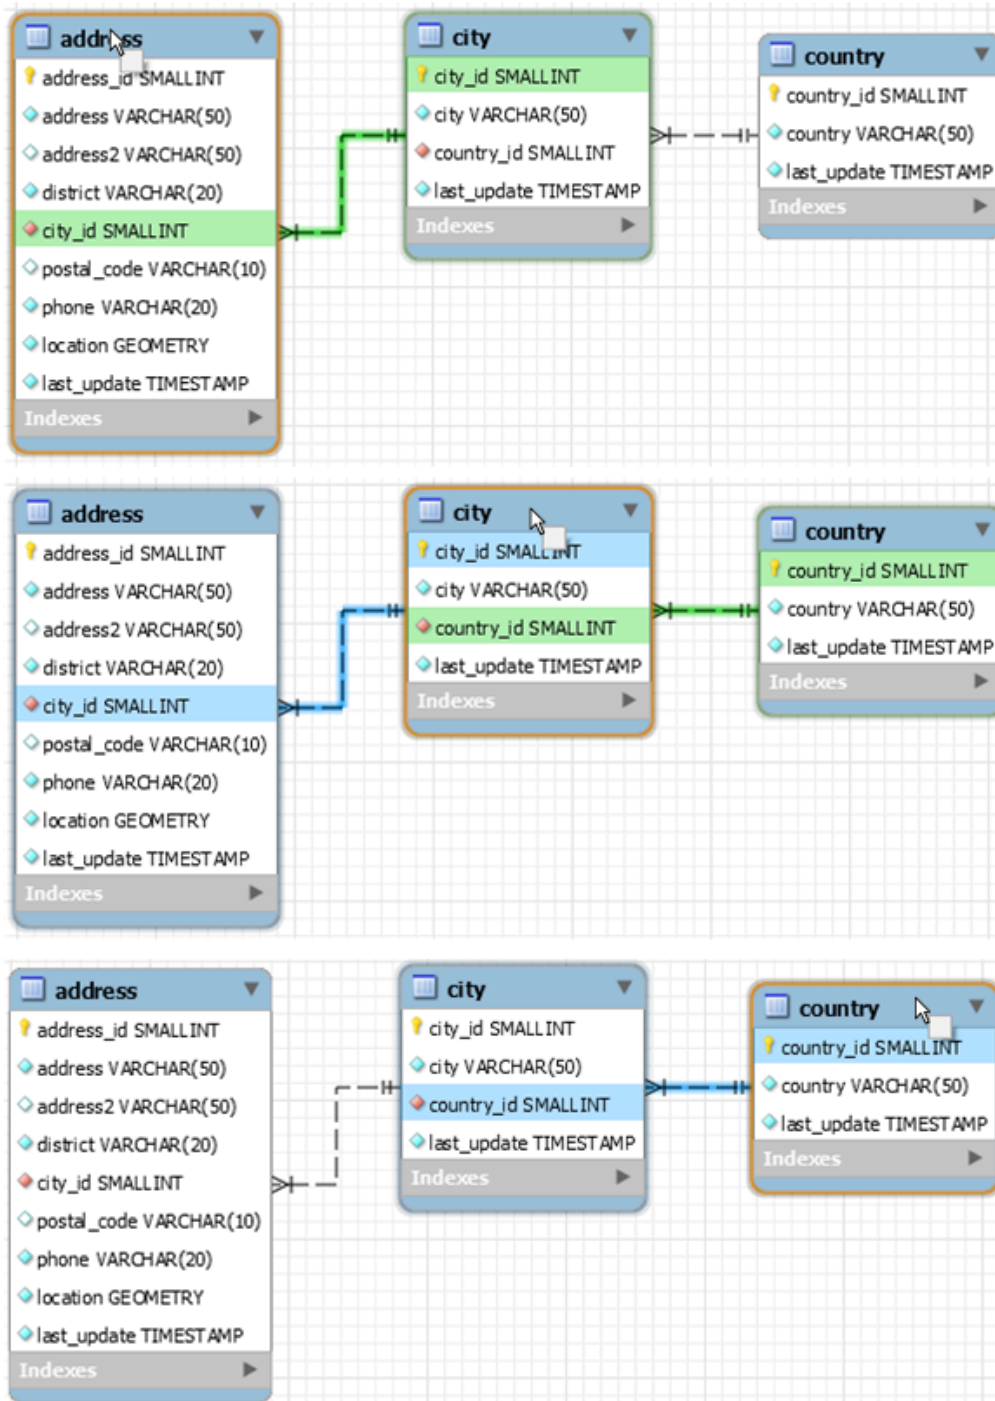 address
address_id SMALLINT
address VARCHAR(50)
address2 VARCHAR(50)
district VARCHAR(20)
city_id SMALLINT
postal_code VARCHAR(10)
phone VARCHAR(20)
location GEOMETRY
last_update TIMESTAMP
Indexes
city
city_id SMALLINT
city VARCHAR(50)
country_id SMALLINT
last_update TIMESTAMP
Indexes
country
country_id SMALLINT
country VARCHAR(50)
last_update TIMESTAMP
Indexes
address
address_id SMALLINT
address VARCHAR(50)
address2 VARCHAR(50)
district VARCHAR(20)
city_id SMALLINT
postal_code VARCHAR(10)
phone VARCHAR(20)
location GEOMETRY
last_update TIMESTAMP
Indexes
city
city_id SMALLINT
city VARCHAR(50)
country_id SMALLINT
last_update TIMESTAMP
Indexes
country
country_id SMALLINT
country VARCHAR(50)
last_update TIMESTAMP
Indexes
address
address_id SMALLINT
address VARCHAR(50)
address2 VARCHAR(50)
district VARCHAR(20)
city_id SMALLINT
postal_code VARCHAR(10)
phone VARCHAR(20)
location GEOMETRY
last_update TIMESTAMP
Indexes
city
city_id SMALLINT
city VARCHAR(50)
country_id SMALLINT
last_update TIMESTAMP
Indexes
country
country_id SMALLINT
country VARCHAR(50)
last_update TIMESTAMP
Indexes